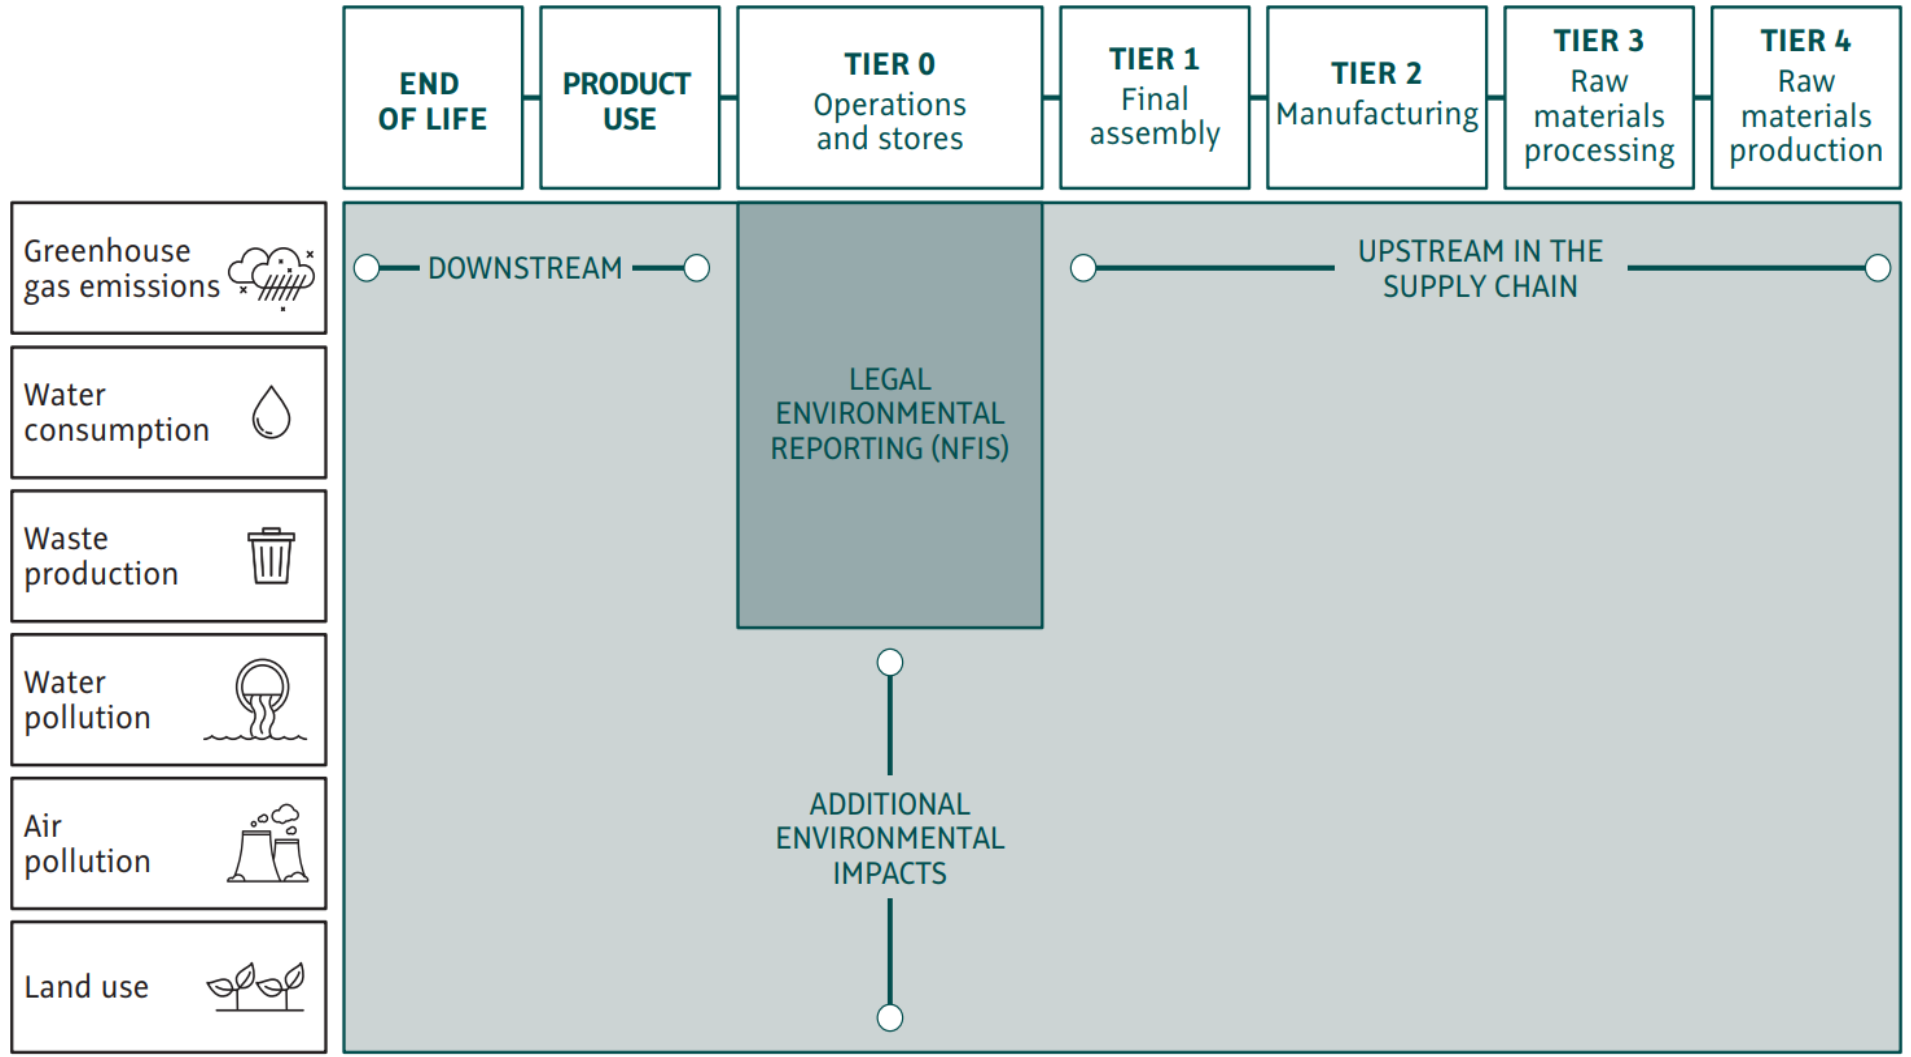 END
OF LIFE
PRODUCT
USE
TIER 0
Operations
and stores
TIER 1
Final
assembly
TIER 2
Manufacturing
TIER 3
Raw
materials
processing
TIER 4
Raw
materials
production
Greenhouse
gas emissions
DOWNSTREAM
UPSTREAM IN THE
SUPPLY CHAIN
Water
consumption
LEGAL
ENVIRONMENTAL
REPORTING (NFIS)
Waste
production
Water
pollution
Air
pollution
ADDITIONAL
ENVIRONMENTAL
IMPACTS
Land use